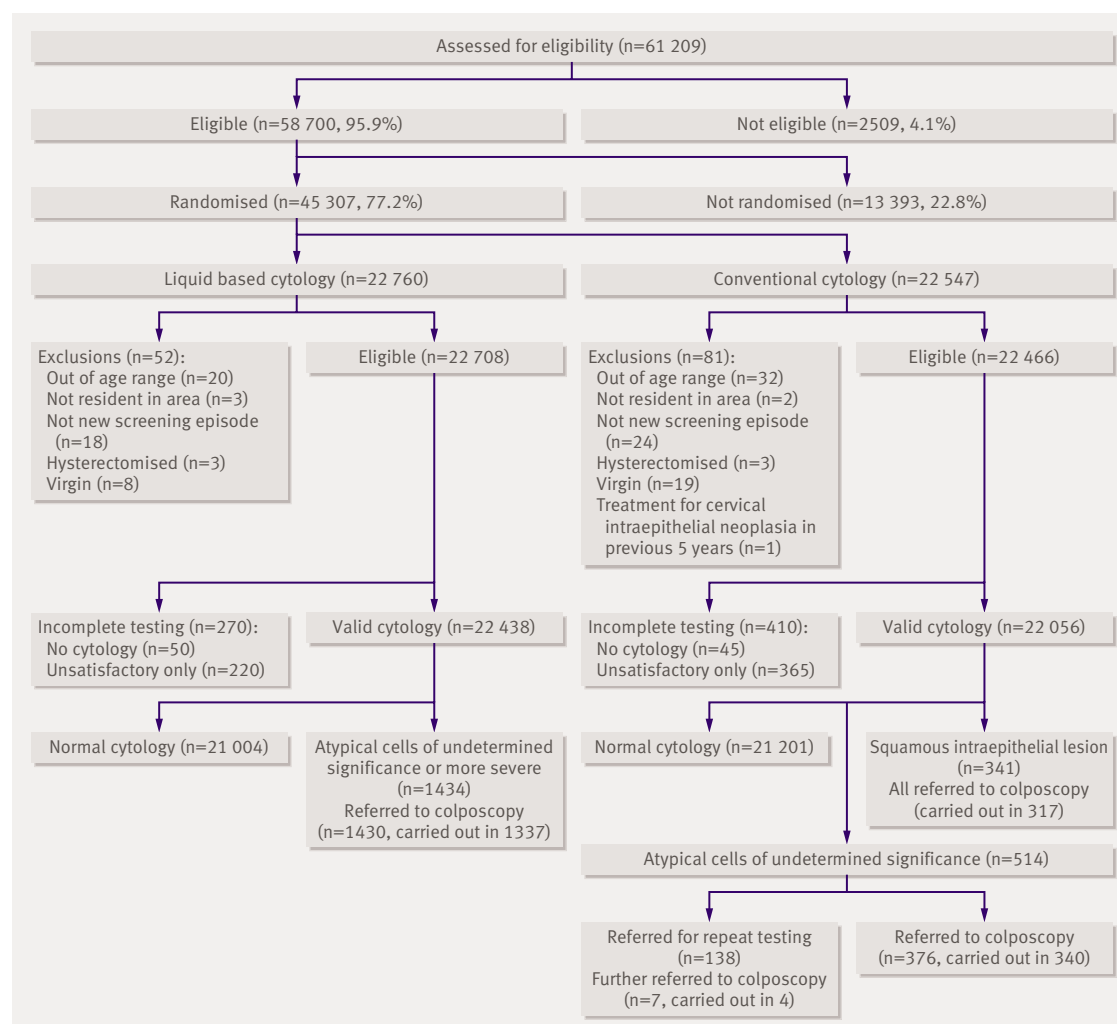 Assessed for eligibility (n=61 209)
Eligible (n=58 700, 95.9%)
Not eligible (n=2509, 4.1%)
Randomised (n=45 307, 77.2%)
Not randomised (n=13 393, 22.8%)
Liquid based cytology (n=22 760)
Conventional cytology (n=22 547)
Exclusions (n=52):
Out of age range (n=20)
Not resident in area (n=3)
Not new screening episode
(n=18)
Hysterectomised (n=3)
Virgin (n=8)
Eligible (n=22 708)
Exclusions (n=81):
Out of age range (n=32)
Not resident in area (n=2)
Not new screening episode
(n=24)
Hysterectomised (n=3)
Virgin (n=19)
Treatment for cervical
intraepithelial neoplasia in
previous 5 years (n=1)
Eligible (n=22 466)
Incomplete testing (n=270):
No cytology (n=50)
Unsatisfactory only (n=220)
Valid cytology (n=22 438)
Incomplete testing (n=410):
No cytology (n=45)
Unsatisfactory only (n=365)
Valid cytology (n=22 056)
Normal cytology (n=21 004)
Atypical cells of undetermined
significance or more severe
(n=1434)
Referred to colposcopy
(n=1430, carried out in 1337)
Normal cytology (n=21 201)
Squamous intraepithelial lesion
(n=341)
All referred to colposcopy
(carried out in 317)
Atypical cells of undetermined significance (n=514)
Referred for repeat testing
(n=138)
Further referred to colposcopy
(n=7, carried out in 4)
Referred to colposcopy
(n=376, carried out in 340)